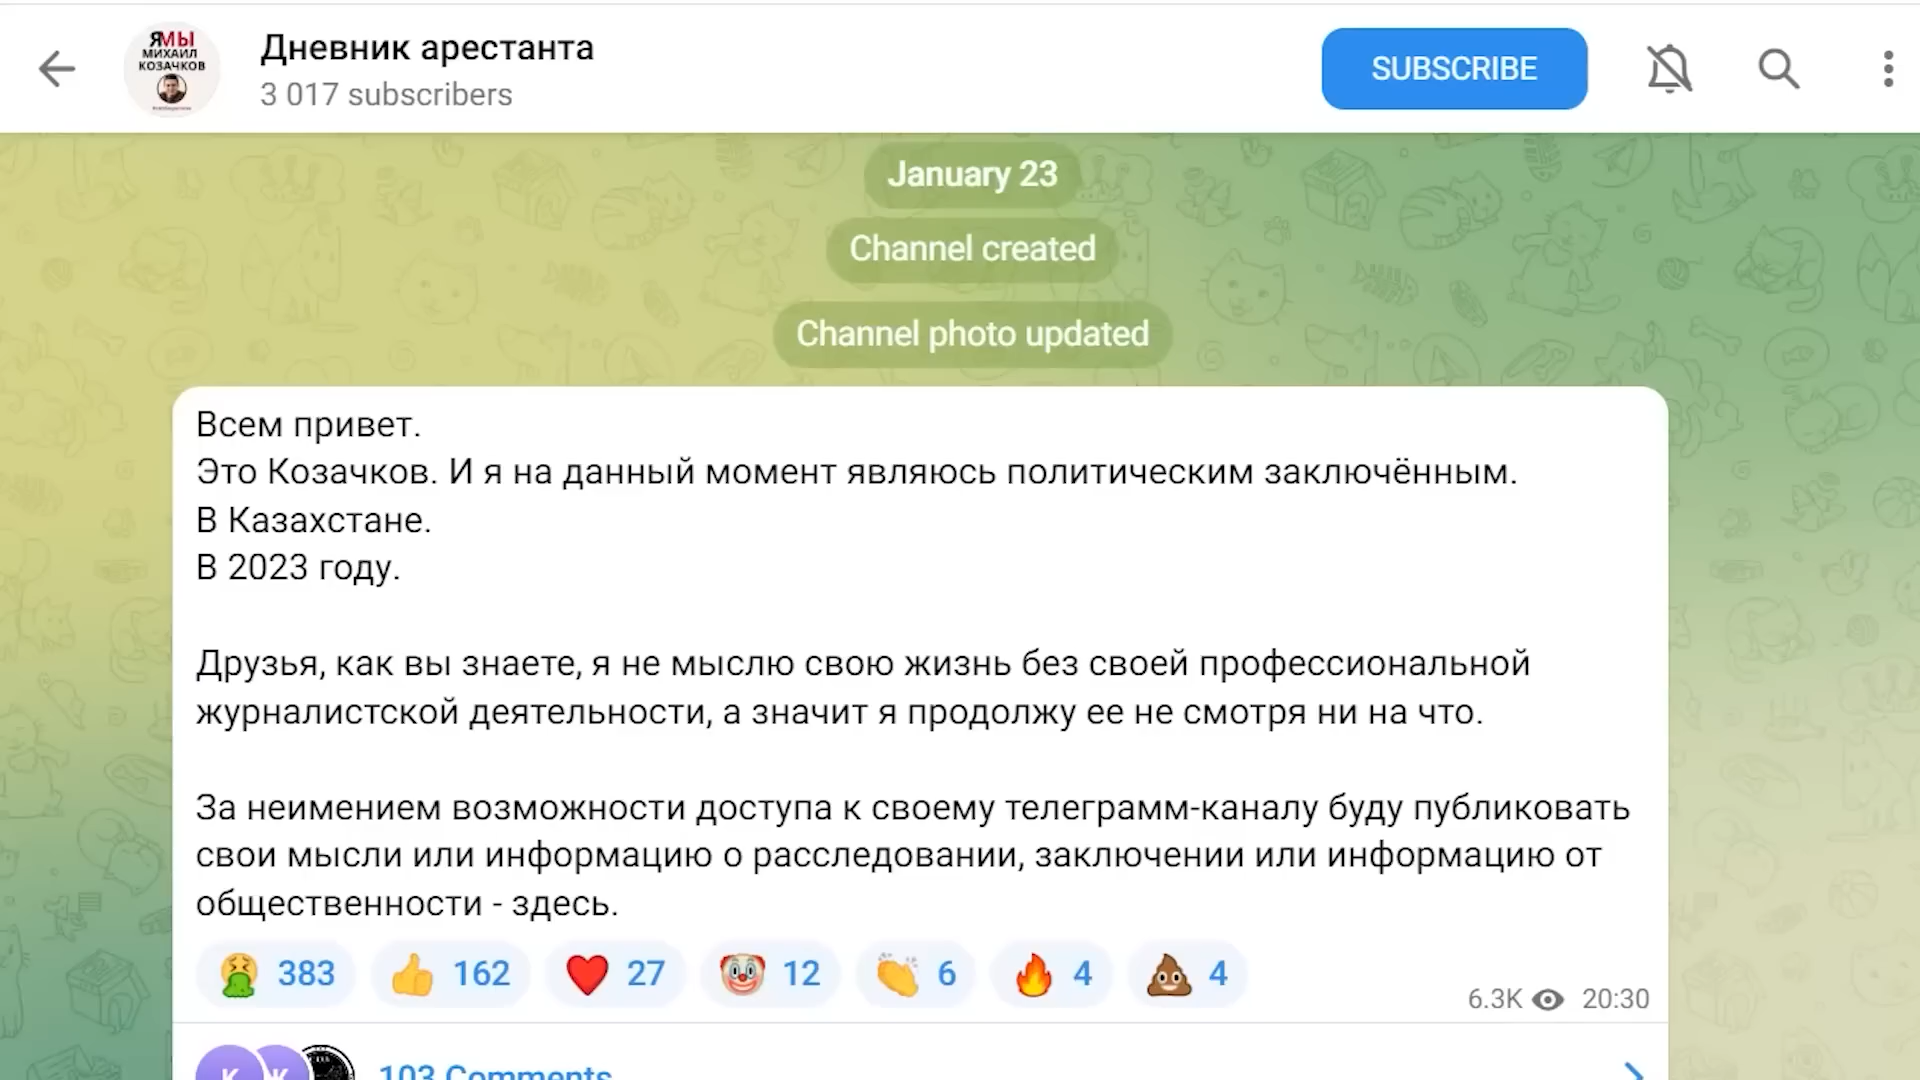 ЯМЫ
МИХАИЛ
КОЗАЧКОВ
Дневник арестанта
3 017 subscribers
SUBSCRIBE
January 23
Channel created
Channel photo updated
Всем привет.
Это Козачков. И я на данный момент являюсь политическим заключённым.
В Казахстане.
В 2023 году.
Друзья, как вы знаете, я не мыслю свою жизнь без своей профессиональной
журналистской деятельности, а значит я продолжу ее не смотря ни на что.
За неимением возможности доступа к своему телеграмм-каналу буду публиковать
свои мысли или информацию о расследовании, заключении или информацию от
общественности - здесь.
383 162 27 12 6 4 4
6.3K 20:30
K Ж 103 Comments